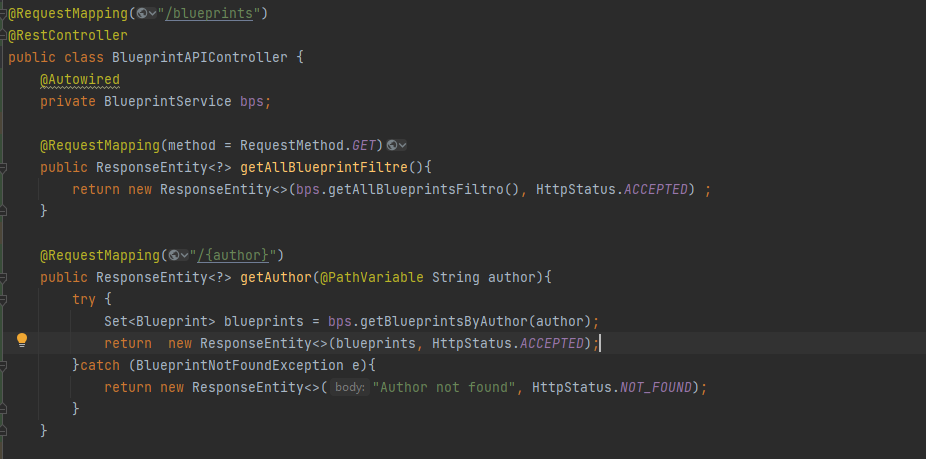 @RequestMapping("/blueprints")
@RestController
public class BlueprintAPIController {
@Autowired
private BlueprintService bps;
@RequestMapping(method = RequestMethod.GET)
public ResponseEntity<?> getAllBlueprintFiltre(){
return new ResponseEntity<>(bps.getAllBlueprintsFiltro(), HttpStatus.ACCEPTED) ;
}
@RequestMapping("/{author}")
public ResponseEntity<?> getAuthor(@PathVariable String author){
try {
Set<Blueprint> blueprints = bps.getBlueprintsByAuthor(author);
return  new ResponseEntity<>(blueprints, HttpStatus.ACCEPTED);
}catch (BlueprintNotFoundException e){
return new ResponseEntity<>( body: "Author not found", HttpStatus.NOT_FOUND);
}
}